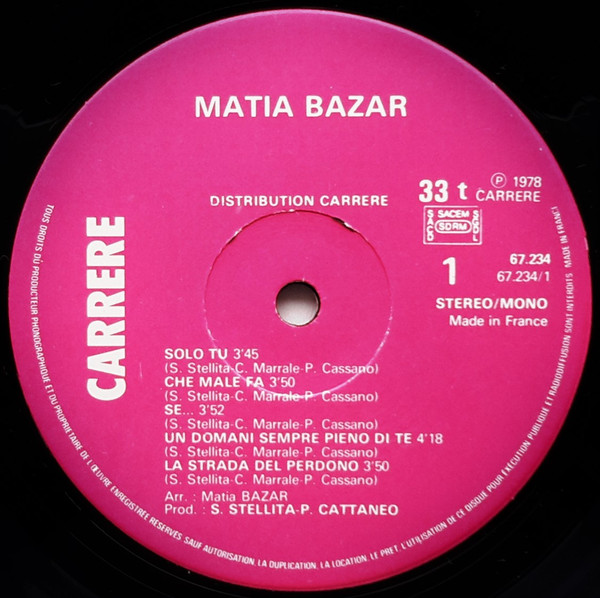 MATIA BAZAR
DISTRIBUTION CARRERE
33 t
℗ 1978
CARRERE
SACEM
SACD
SDRM
SGDL
1
67.234
67.234/1
STEREO/MONO
Made in France
CARRERE
SOLO TU 3'45
(S. Stellita-C. Marrale-P. Cassano)
CHE MALE FA 3'50
(S. Stellita-C. Marrale-P. Cassano)
SE... 3'52
(S. Stellita-C. Marrale-P. Cassano)
UN DOMANI SEMPRE PIENO DI TE 4'18
(S. Stellita-C. Marrale-P. Cassano)
LA STRADA DEL PERDONO 3'50
(S. Stellita-C. Marrale-P. Cassano)
Arr. : Matia BAZAR
Prod. : S. STELLITA-P. CATTANEO
TOUS DROITS DU PRODUCTEUR PHONOGRAPHIQUE ET DU PROPRIETAIRE DE L'ŒUVRE ENREGISTREE RESERVES SAUF AUTORISATION, LA DUPLICATION, LA LOCATION, LE PRET, L'UTILISATION DE CE DISQUE POUR EXECUTION PUBLIQUE ET RADIODIFFUSION SONT INTERDITS MADE IN FRANCE